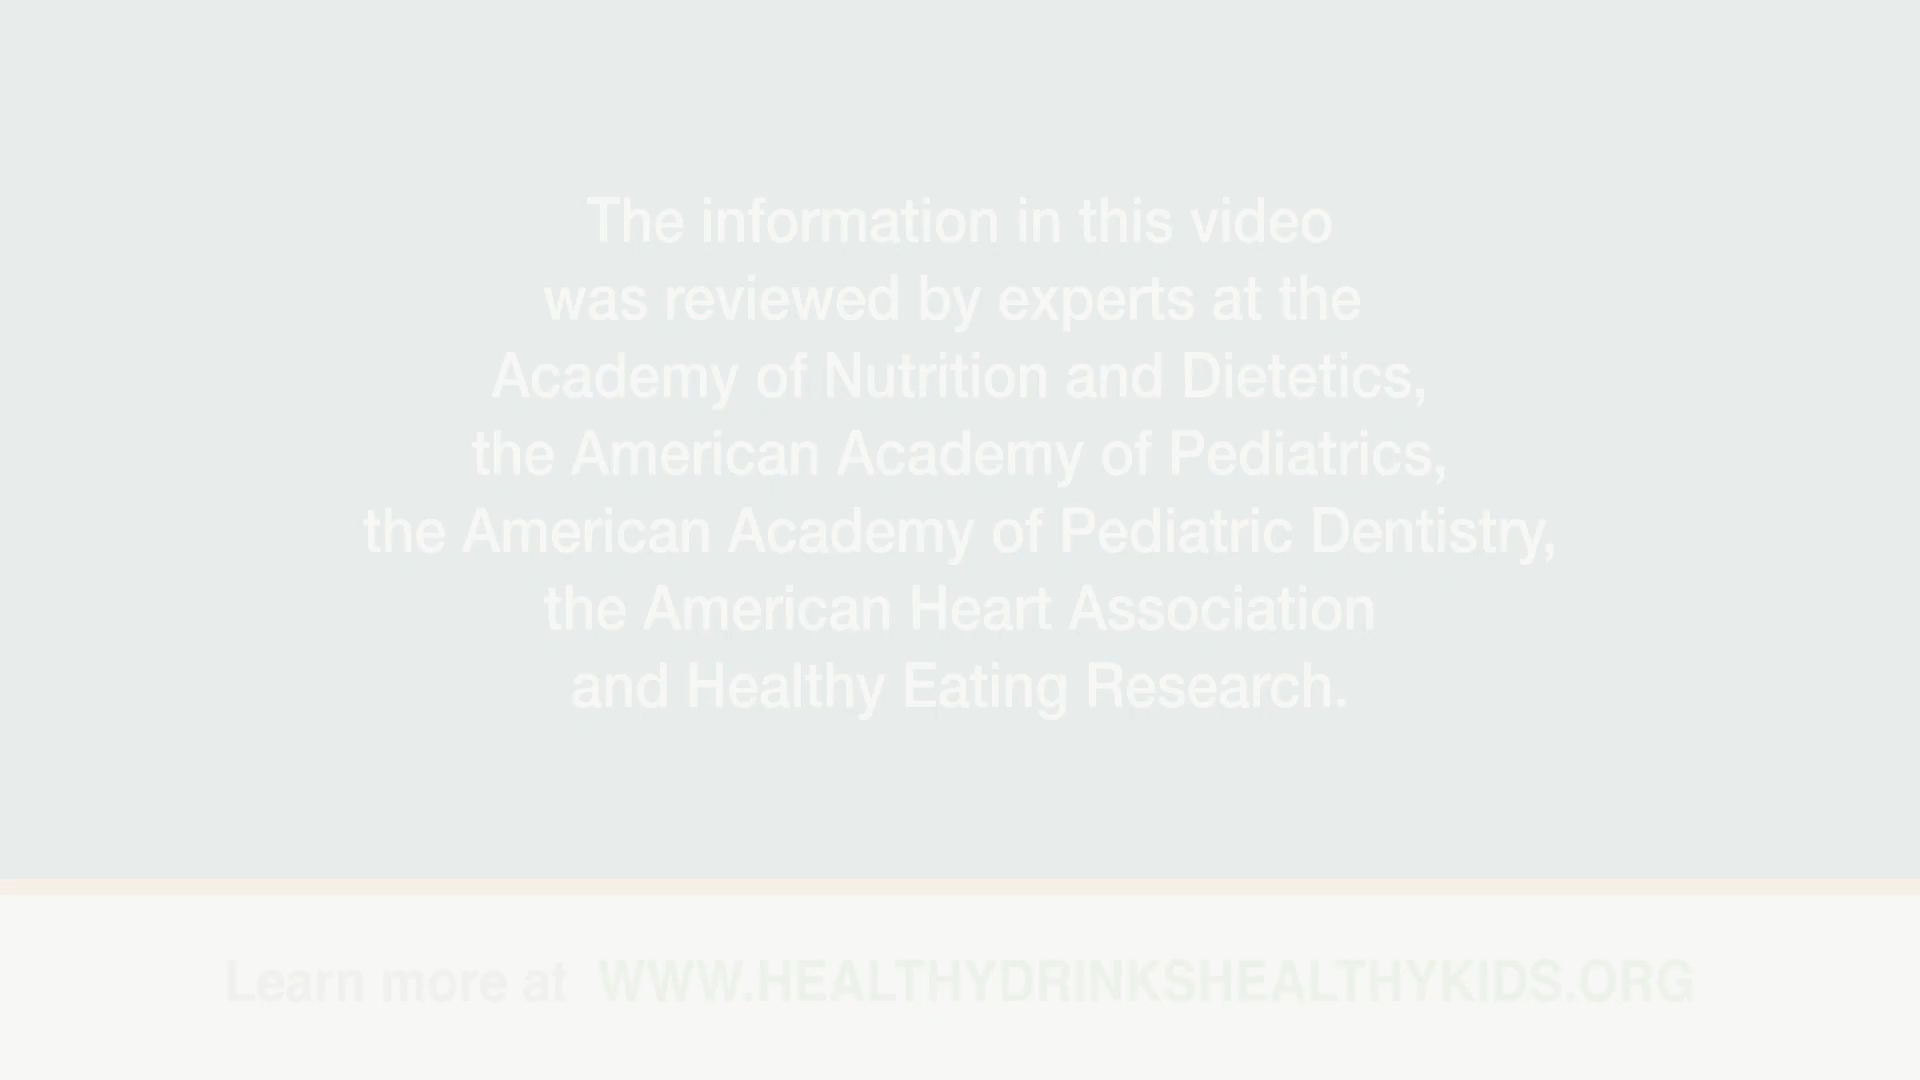 The information in this video
was reviewed by experts at the
Academy of Nutrition and Dietetics,
the American Academy of Pediatrics,
the American Academy of Pediatric Dentistry,
the American Heart Association
and Healthy Eating Research.
Learn more at WWW.HEALTHYDRINKSHEALTHYKIDS.ORG